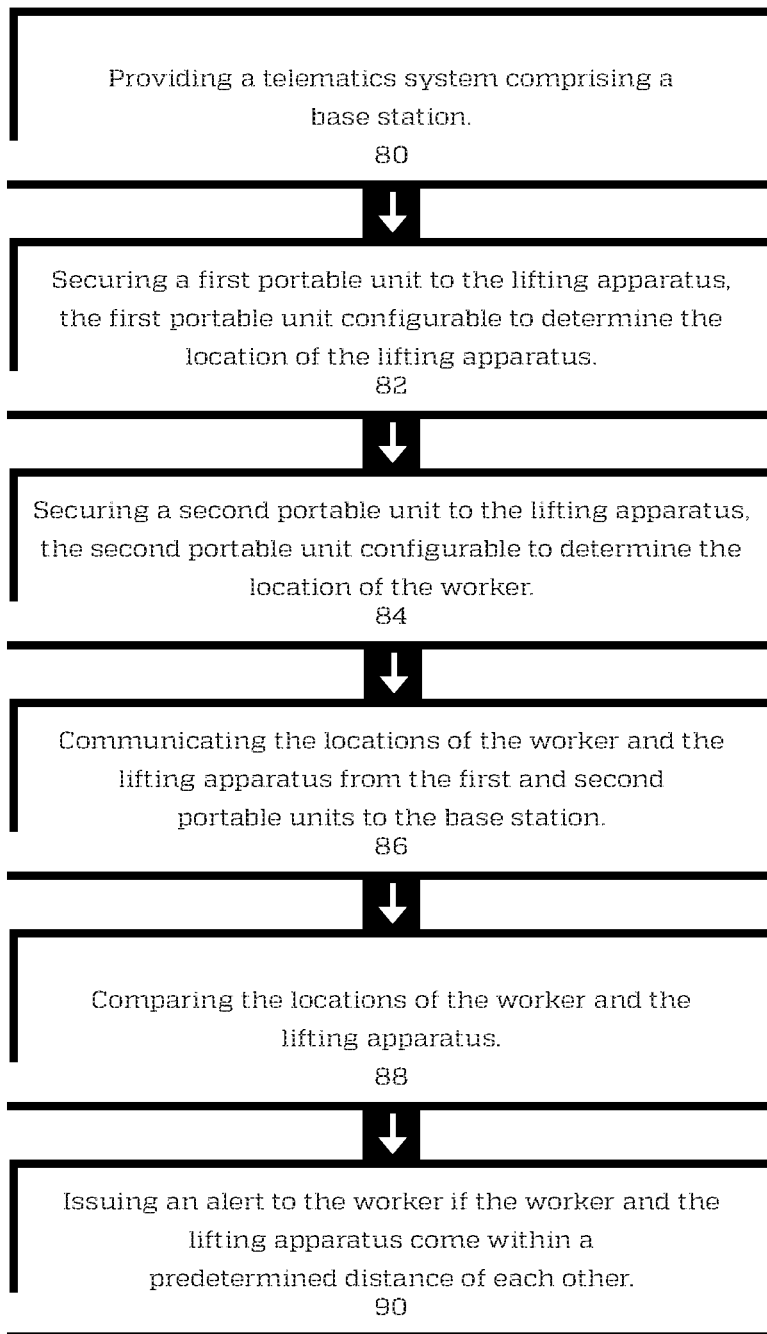 Providing a telematics system comprising a
base station.
80
Securing a first portable unit to the lifting apparatus,
the first portable unit configurable to determine the
location of the lifting apparatus.
82
Securing a second portable unit to the lifting apparatus,
the second portable unit configurable to determine the
location of the worker.
84
Communicating the locations of the worker and the
lifting apparatus from the first and second
portable units to the base station.
86
Comparing the locations of the worker and the
lifting apparatus.
88
Issuing an alert to the worker if the worker and the
lifting apparatus come within a
predetermined distance of each other.
90